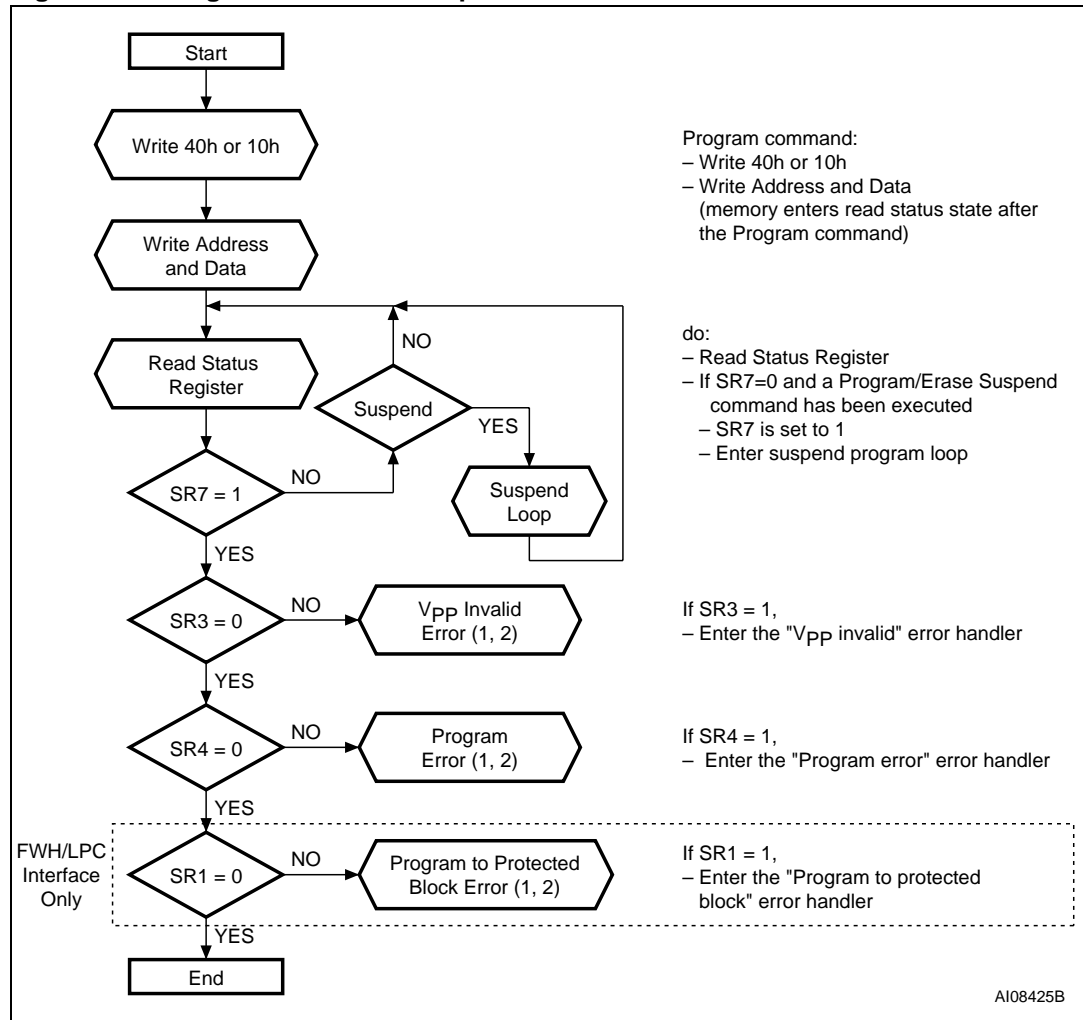 Start
Write 40h or 10h
Program command:
– Write 40h or 10h
– Write Address and Data
(memory enters read status state after
the Program command)
Write Address
and Data
NO
Read Status
Register
Suspend
YES
do:
– Read Status Register
– If SR7=0 and a Program/Erase Suspend
command has been executed
– SR7 is set to 1
– Enter suspend program loop
SR7 = 1
NO
Suspend
Loop
YES
SR3 = 0
NO
VPP Invalid
Error (1, 2)
If SR3 = 1,
– Enter the "VPP invalid" error handler
YES
SR4 = 0
NO
Program
Error (1, 2)
If SR4 = 1,
– Enter the "Program error" error handler
YES
FWH/LPC
Interface
Only
SR1 = 0
NO
Program to Protected
Block Error (1, 2)
If SR1 = 1,
– Enter the "Program to protected
block" error handler
YES
End
AI08425B